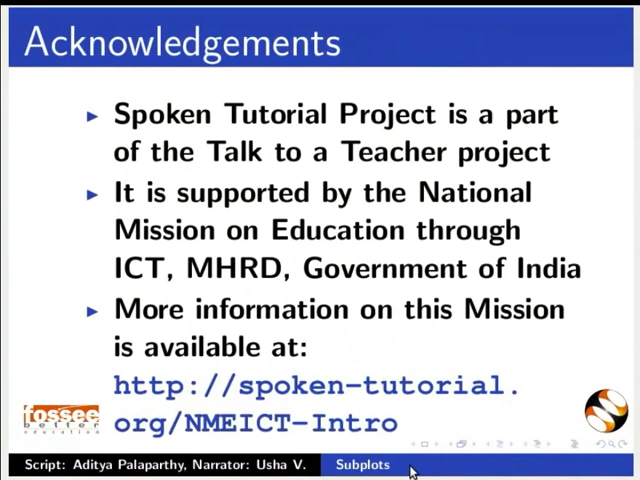 Acknowledgements
Spoken Tutorial Project is a part
of the Talk to a Teacher project
It is supported by the National
Mission on Education through
ICT, MHRD, Government of India
More information on this Mission
is available at:
http://spoken-tutorial.
org/NMEICT-Intro
fossee
better
education
Script: Aditya Palaparthy, Narrator: Usha V. Subplots